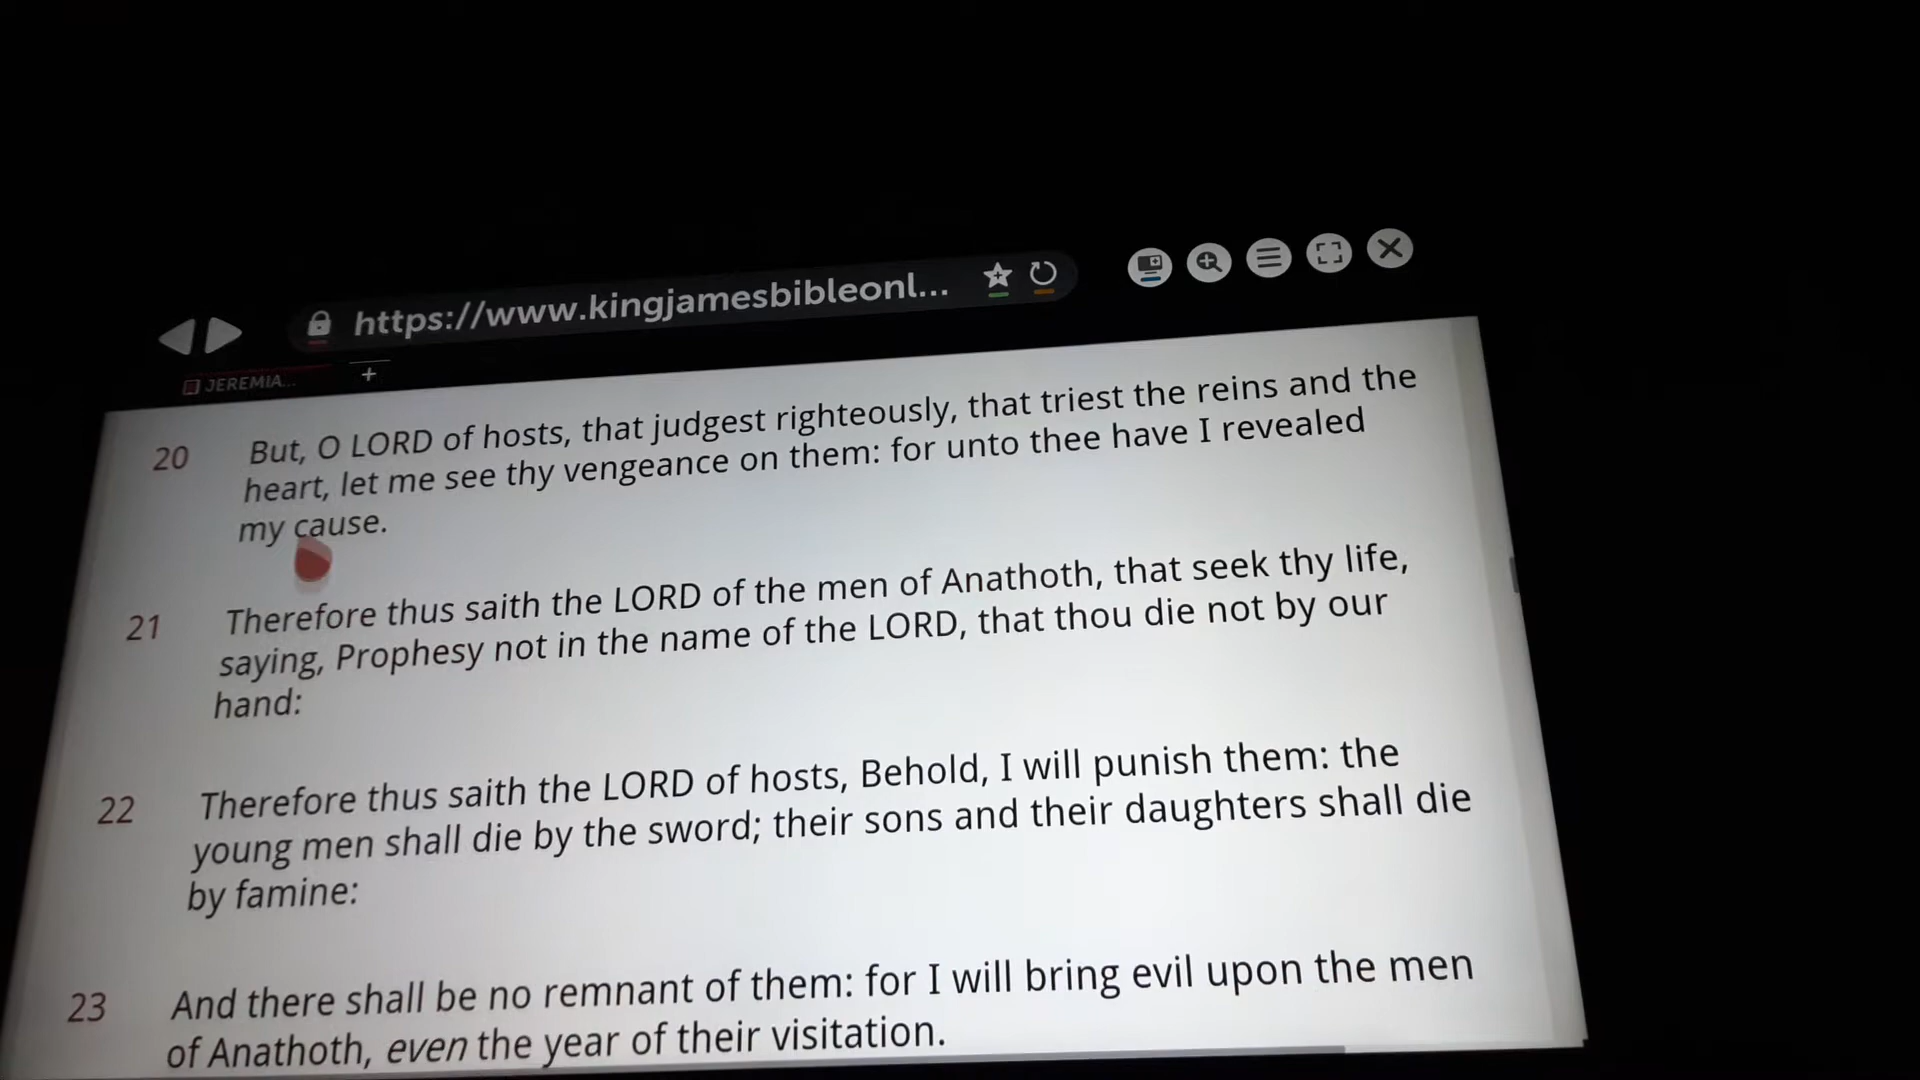 https://www.kingjamesbibleonl...
JEREMIA...
+
20 But, O LORD of hosts, that judgest righteously, that triest the reins and the
heart, let me see thy vengeance on them: for unto thee have I revealed
my cause.
21 Therefore thus saith the LORD of the men of Anathoth, that seek thy life,
saying, Prophesy not in the name of the LORD, that thou die not by our
hand:
22 Therefore thus saith the LORD of hosts, Behold, I will punish them: the
young men shall die by the sword; their sons and their daughters shall die
by famine:
23 And there shall be no remnant of them: for I will bring evil upon the men
of Anathoth, even the year of their visitation.